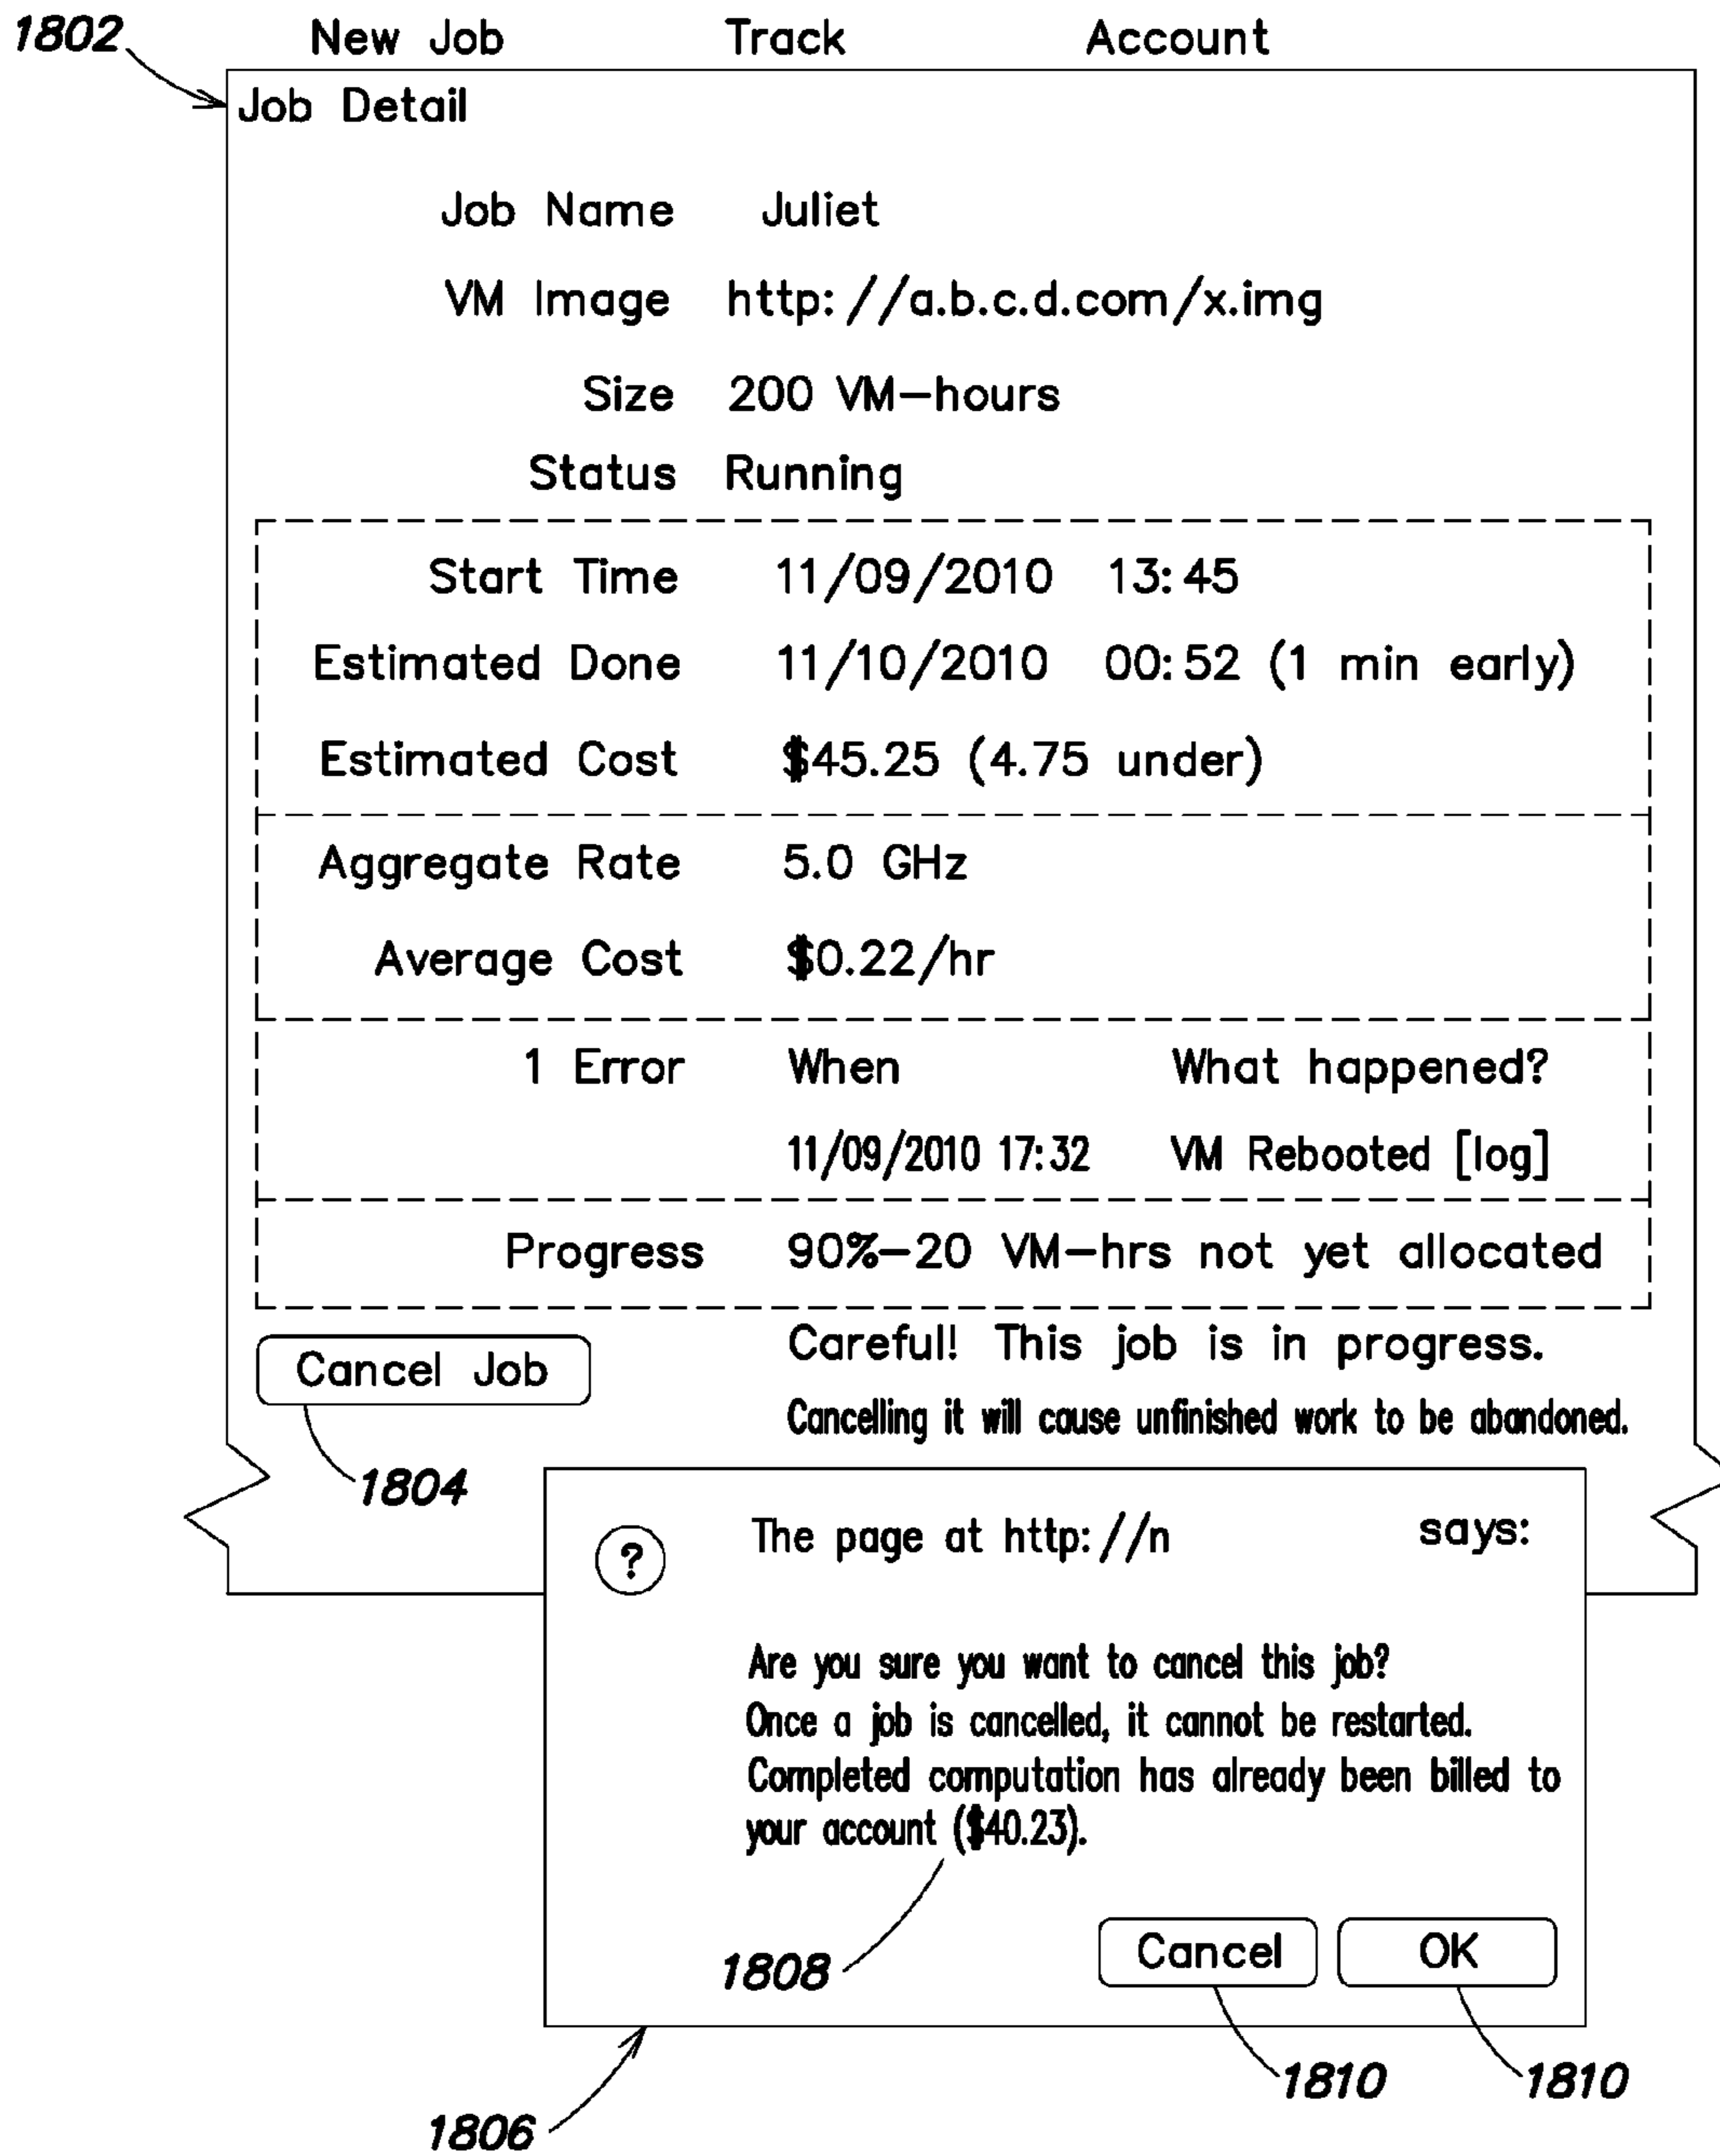 1802 New Job Track Account
Job Detail
Job Name Juliet
VM Image http://a.b.c.d.com/x.img
Size 200 VM-hours
Status Running
Start Time 11/09/2010 13:45
Estimated Done 11/10/2010 00:52 (1 min early)
Estimated Cost $45.25 (4.75 under)
Aggregate Rate 5.0 GHz
Average Cost $0.22/hr
1 Error When What happened?
11/09/2010 17:32 VM Rebooted [log]
Progress 90%-20 VM-hrs not yet allocated
Careful! This job is in progress.
Cancel Job
Cancelling it will cause unfinished work to be abandoned.
1804
The page at http://n says:
?
Are you sure you want to cancel this job?
Once a job is cancelled, it cannot be restarted.
Completed computation has already been billed to
your account ($40.23).
Cancel OK
1808
1810 1810
1806